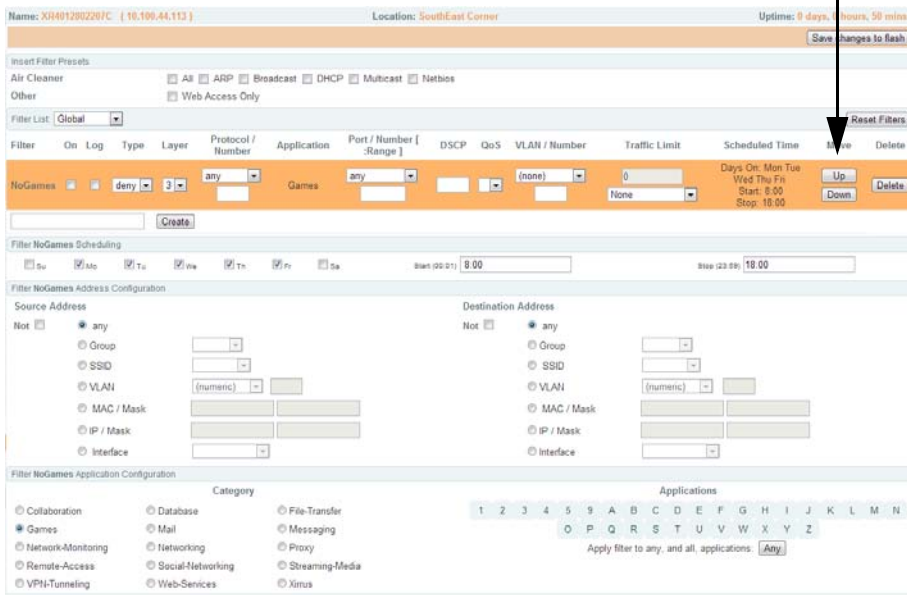 Name: XR4012802207C ( 10.100.44.113 ) Location: SouthEast Corner Uptime: 0 days, 0 hours, 50 mins
Save changes to flash
Insert Filter Presets
Air Cleaner All ARP Broadcast DHCP Multicast Netbios
Other Web Access Only
Filter List: Global Reset Filters
Filter On Log Type Layer Protocol / Number Application Port / Number [ :Range ] DSCP QoS VLAN / Number Traffic Limit Scheduled Time Move Delete
NoGames deny 3 any Games any (none) 0 None Days On: Mon Tue Wed Thu Fri Start: 8:00 Stop: 18:00 Up Down Delete
Create
Filter NoGames Scheduling
Su Mo Tu We Th Fr Sa Start (00:01) 8:00 Stop (23:59) 18:00
Filter NoGames Address Configuration
Source Address Destination Address
Not any Not any
Group Group
SSID SSID
VLAN (numeric) VLAN (numeric)
MAC / Mask MAC / Mask
IP / Mask IP / Mask
Interface Interface
Filter NoGames Application Configuration
Category Applications
Collaboration Database File-Transfer 1 2 3 4 5 9 A B C D E F G H I J K L M N
Games Mail Messaging O P Q R S T U V W X Y Z
Network-Monitoring Networking Proxy Apply filter to any, and all, applications: Any
Remote-Access Social-Networking Streaming-Media
VPN-Tunneling Web-Services Xirrus